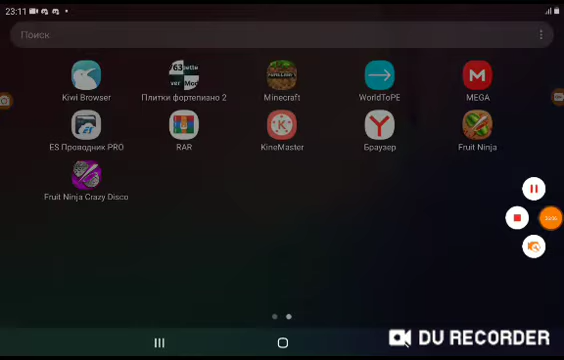 23:11
Поиск
Kiwi Browser
Плитки фортепиано 2
Minecraft
WorldToPE
MEGA
ES Проводник PRO
RAR
KineMaster
Браузер
Fruit Ninja
Fruit Ninja Crazy Disco
DU RECORDER